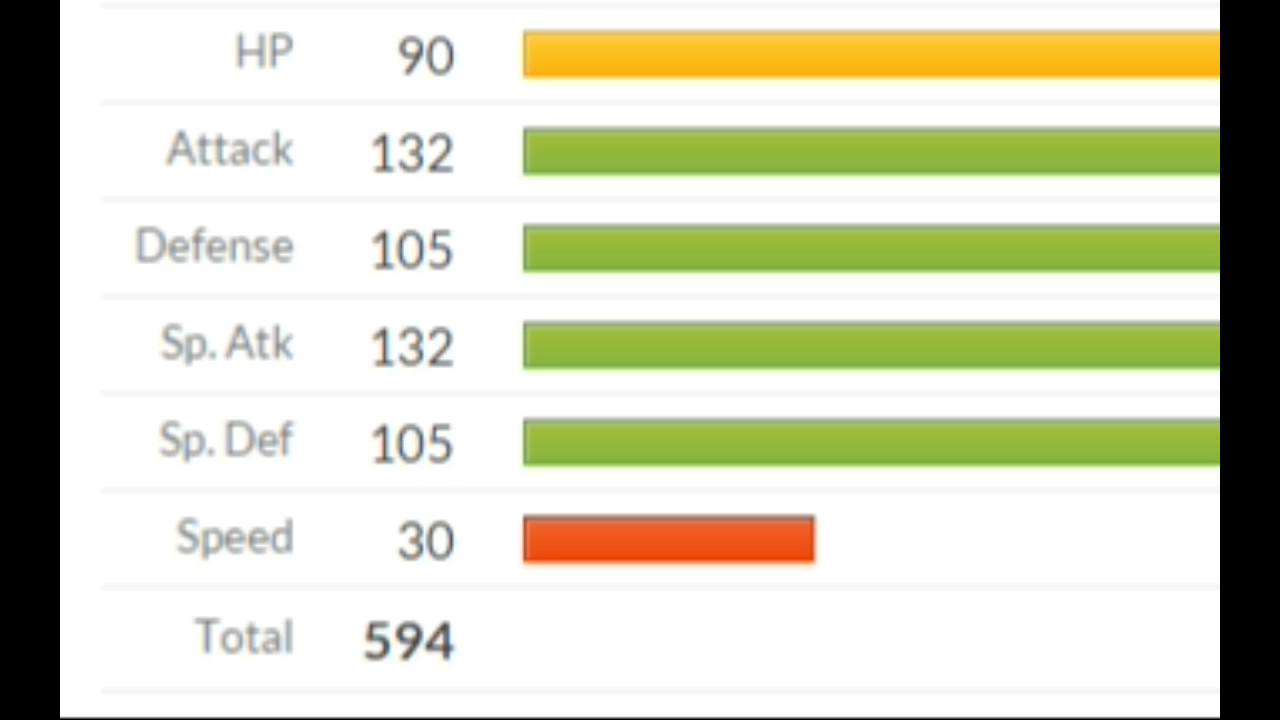 HP 90
Attack 132
Defense 105
Sp. Atk 132
Sp. Def 105
Speed 30
Total 594